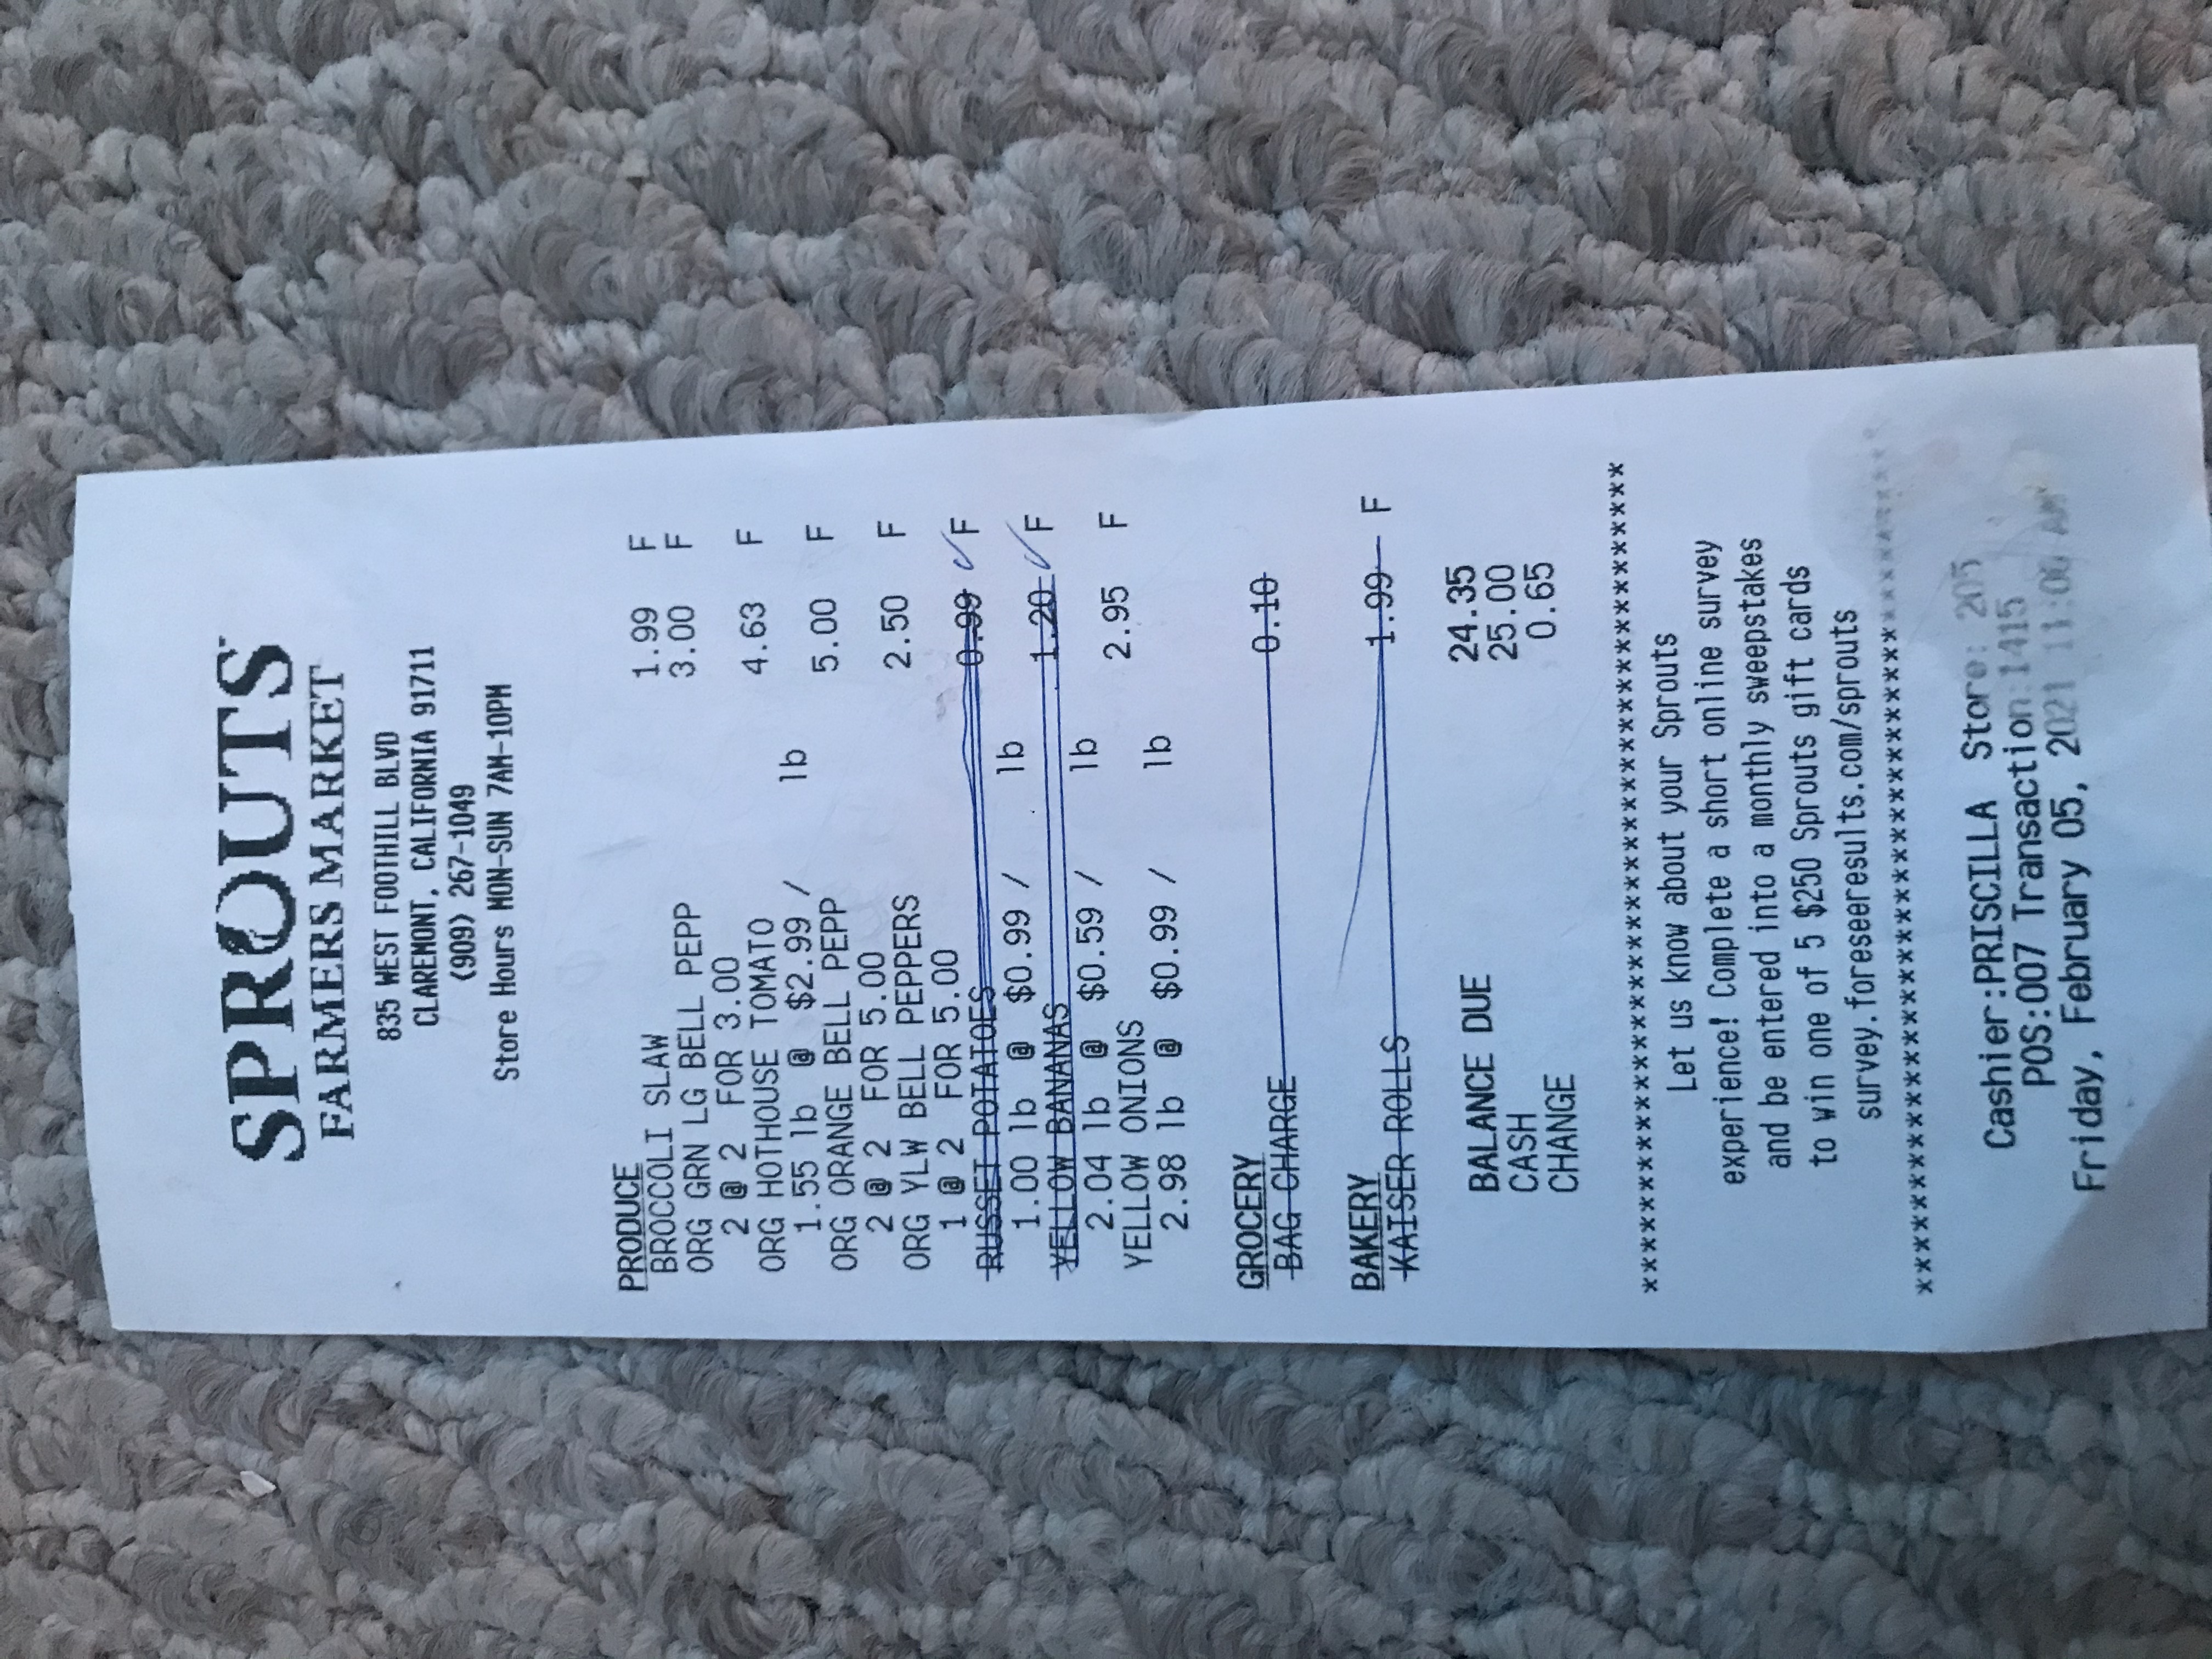 SPROUTS
FARMERS MARKET
835 WEST FOOTHILL BLVD
CLAREMONT, CALIFORNIA 91711
(909) 267-1049
Store Hours MON-SUN 7AM-10PM
PRODUCE
BROCCOLI SLAW 1.99 F
ORG GRN LG BELL PEPP 3.00 F
2 @ 2 FOR 3.00
ORG HOTHOUSE TOMATO 4.63 F
1.55 lb @ $2.99 / lb
ORG ORANGE BELL PEPP 5.00 F
2 @ 2 FOR 5.00
ORG YLW BELL PEPPERS 2.50 F
1 @ 2 FOR 5.00
RUSSET POTATOES 0.99 ✓ F
1.00 lb @ $0.99 / lb
YELLOW BANANAS 1.20 ✓ F
2.04 lb @ $0.59 / lb
YELLOW ONIONS 2.95 F
2.98 lb @ $0.99 / lb
GROCERY
BAG CHARGE 0.10
BAKERY
KAISER ROLLS 1.99 F
BALANCE DUE 24.35
CASH 25.00
CHANGE 0.65
*****************************************
Let us know about your Sprouts
experience! Complete a short online survey
and be entered into a monthly sweepstakes
to win one of 5 $250 Sprouts gift cards
survey.foreseeresults.com/sprouts
*****************************************
Cashier:PRISCILLA Store: 205
POS:007 Transaction:1415
Friday, February 05, 2021 11:00 AM